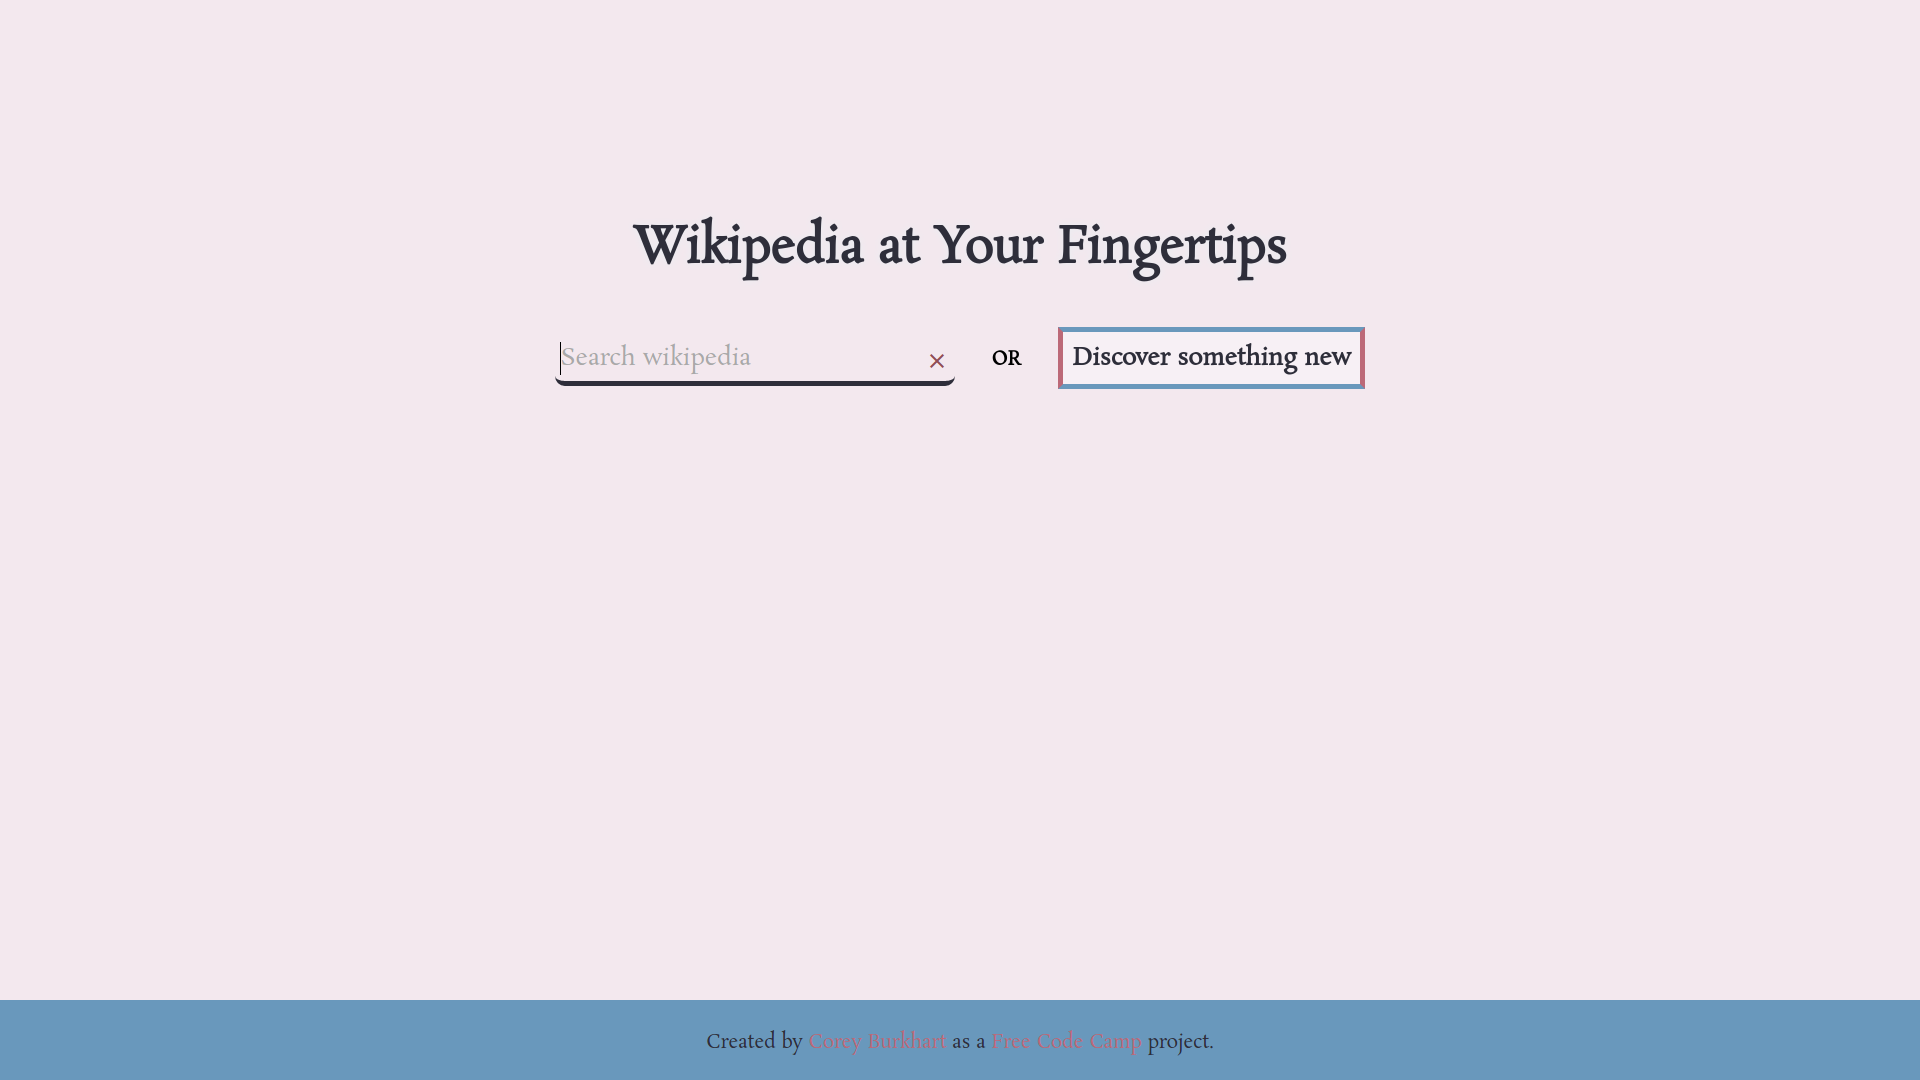 Wikipedia at Your Fingertips
Search wikipedia × OR Discover something new
Created by Corey Burkhart as a Free Code Camp project.